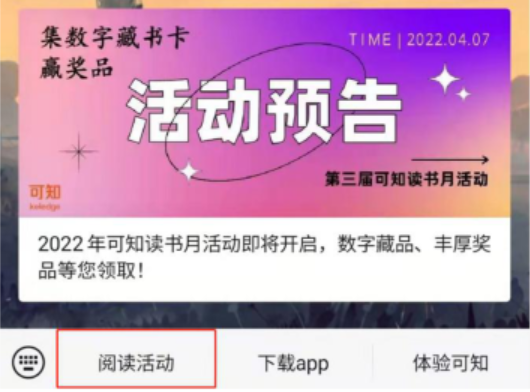 集数字藏书卡
赢奖品
TIME | 2022.04.07
活动预告
第三届可知读书月活动
可知
keledge
2022年可知读书月活动即将开启，数字藏品、丰厚奖
品等您领取！
阅读活动
下载app
体验可知